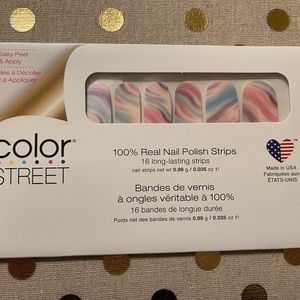 Easy Peel
& Apply
à Décoller
et Appliquer
color
STREET
100% Real Nail Polish Strips
16 long-lasting strips
nail strips net wt 0.99 g / 0.035 oz ℮
Bandes de vernis
à ongles véritable à 100%
16 bandes de longue durée
Poids net des bandes de vernis 0.99 g / 0.035 oz ℮
Made in USA
Fabriquées aux
ÉTATS-UNIS